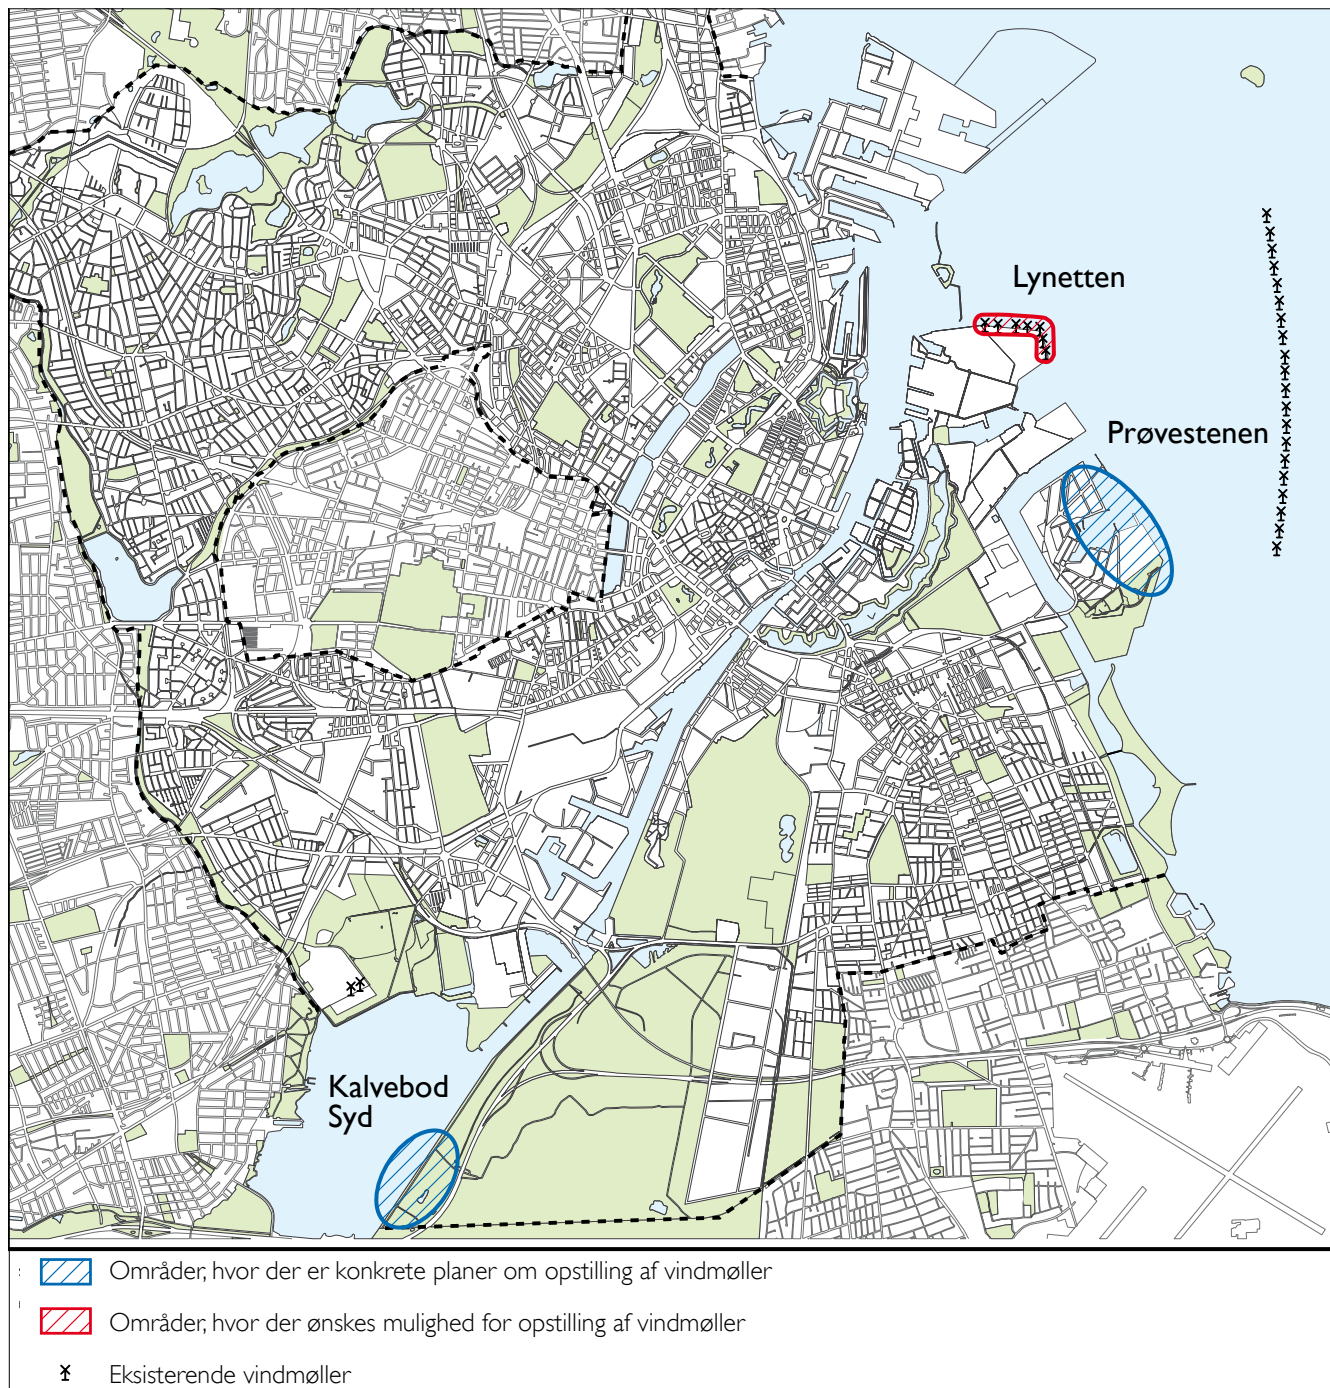 Lynetten
Prøvestenen
Kalvebod
Syd
Områder, hvor der er konkrete planer om opstilling af vindmøller
Områder, hvor der ønskes mulighed for opstilling af vindmøller
Eksisterende vindmøller